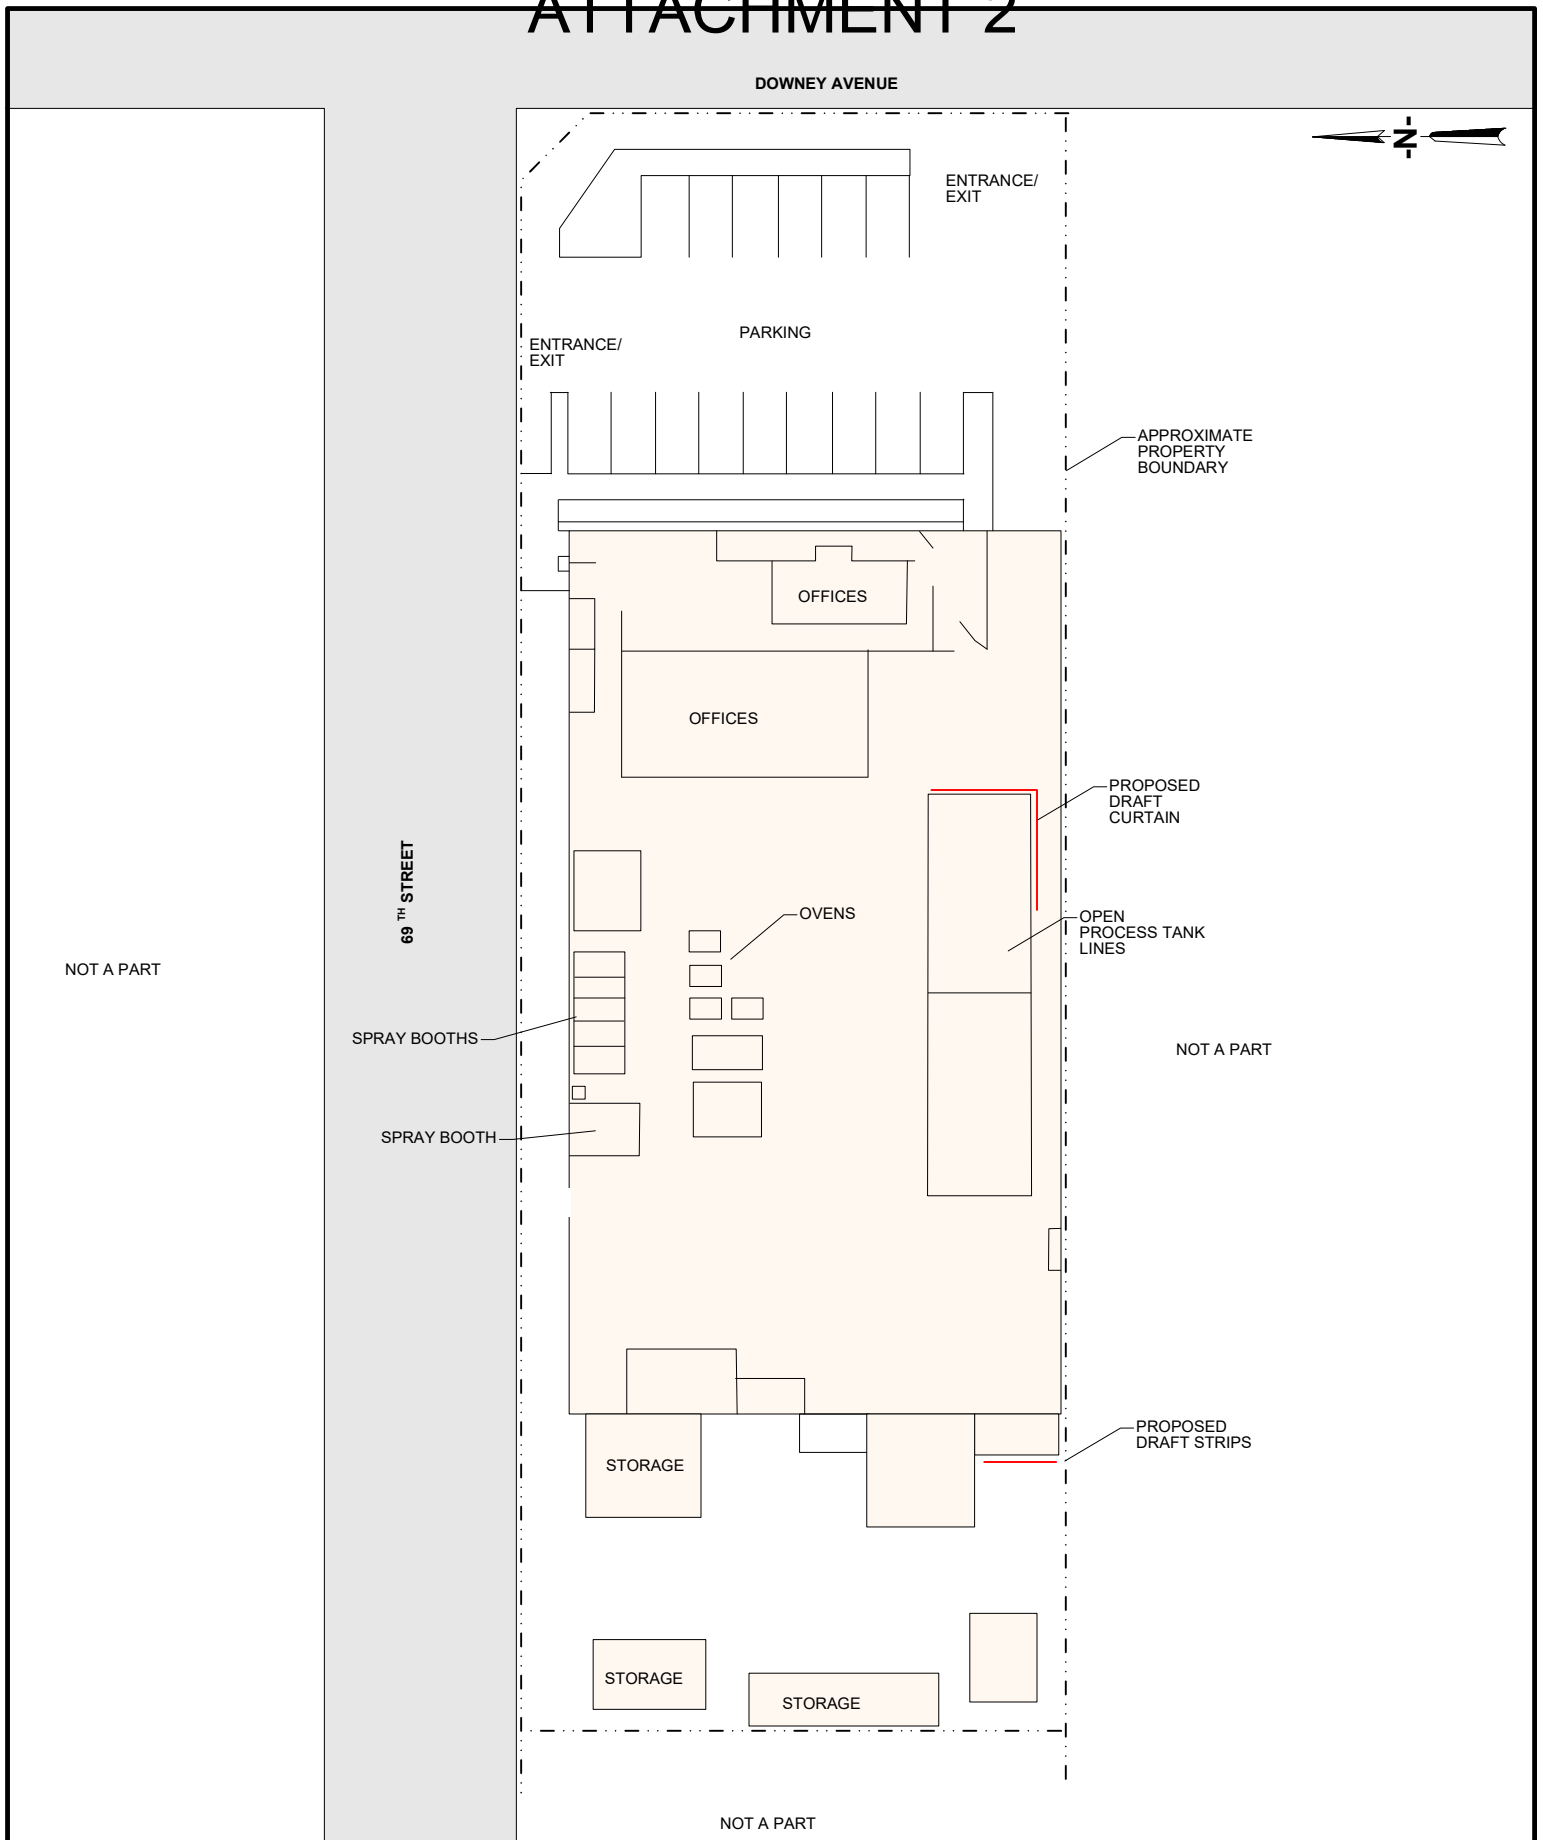 ATTACHMENT 2
DOWNEY AVENUE
N
ENTRANCE/
EXIT
PARKING
ENTRANCE/
EXIT
APPROXIMATE
PROPERTY
BOUNDARY
OFFICES
OFFICES
PROPOSED
DRAFT
CURTAIN
69 TH STREET
OVENS
OPEN
PROCESS TANK
LINES
NOT A PART
SPRAY BOOTHS
NOT A PART
SPRAY BOOTH
PROPOSED
DRAFT STRIPS
STORAGE
STORAGE
STORAGE
NOT A PART